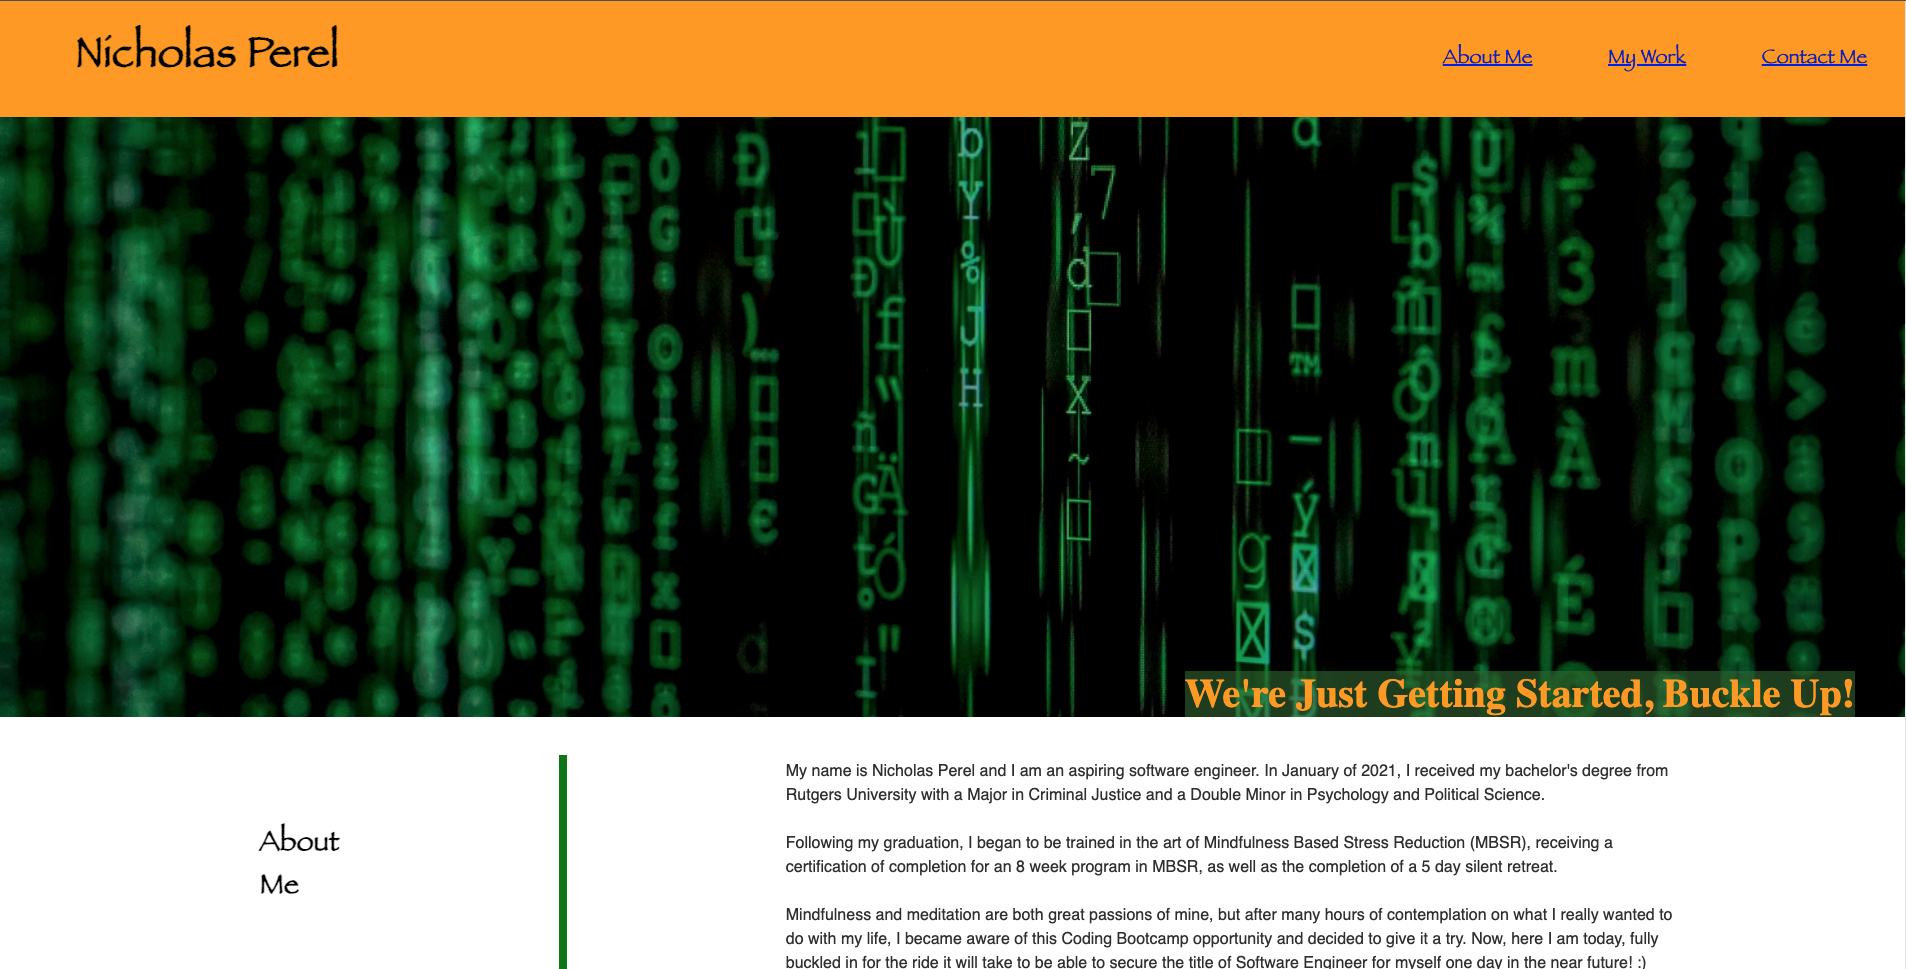 Nicholas Perel
About Me
My Work
Contact Me
We're Just Getting Started, Buckle Up!
About
Me
My name is Nicholas Perel and I am an aspiring software engineer. In January of 2021, I received my bachelor's degree from
Rutgers University with a Major in Criminal Justice and a Double Minor in Psychology and Political Science.
Following my graduation, I began to be trained in the art of Mindfulness Based Stress Reduction (MBSR), receiving a
certification of completion for an 8 week program in MBSR, as well as the completion of a 5 day silent retreat.
Mindfulness and meditation are both great passions of mine, but after many hours of contemplation on what I really wanted to
do with my life, I became aware of this Coding Bootcamp opportunity and decided to give it a try. Now, here I am today, fully
buckled in for the ride it will take to be able to secure the title of Software Engineer for myself one day in the near future! :)